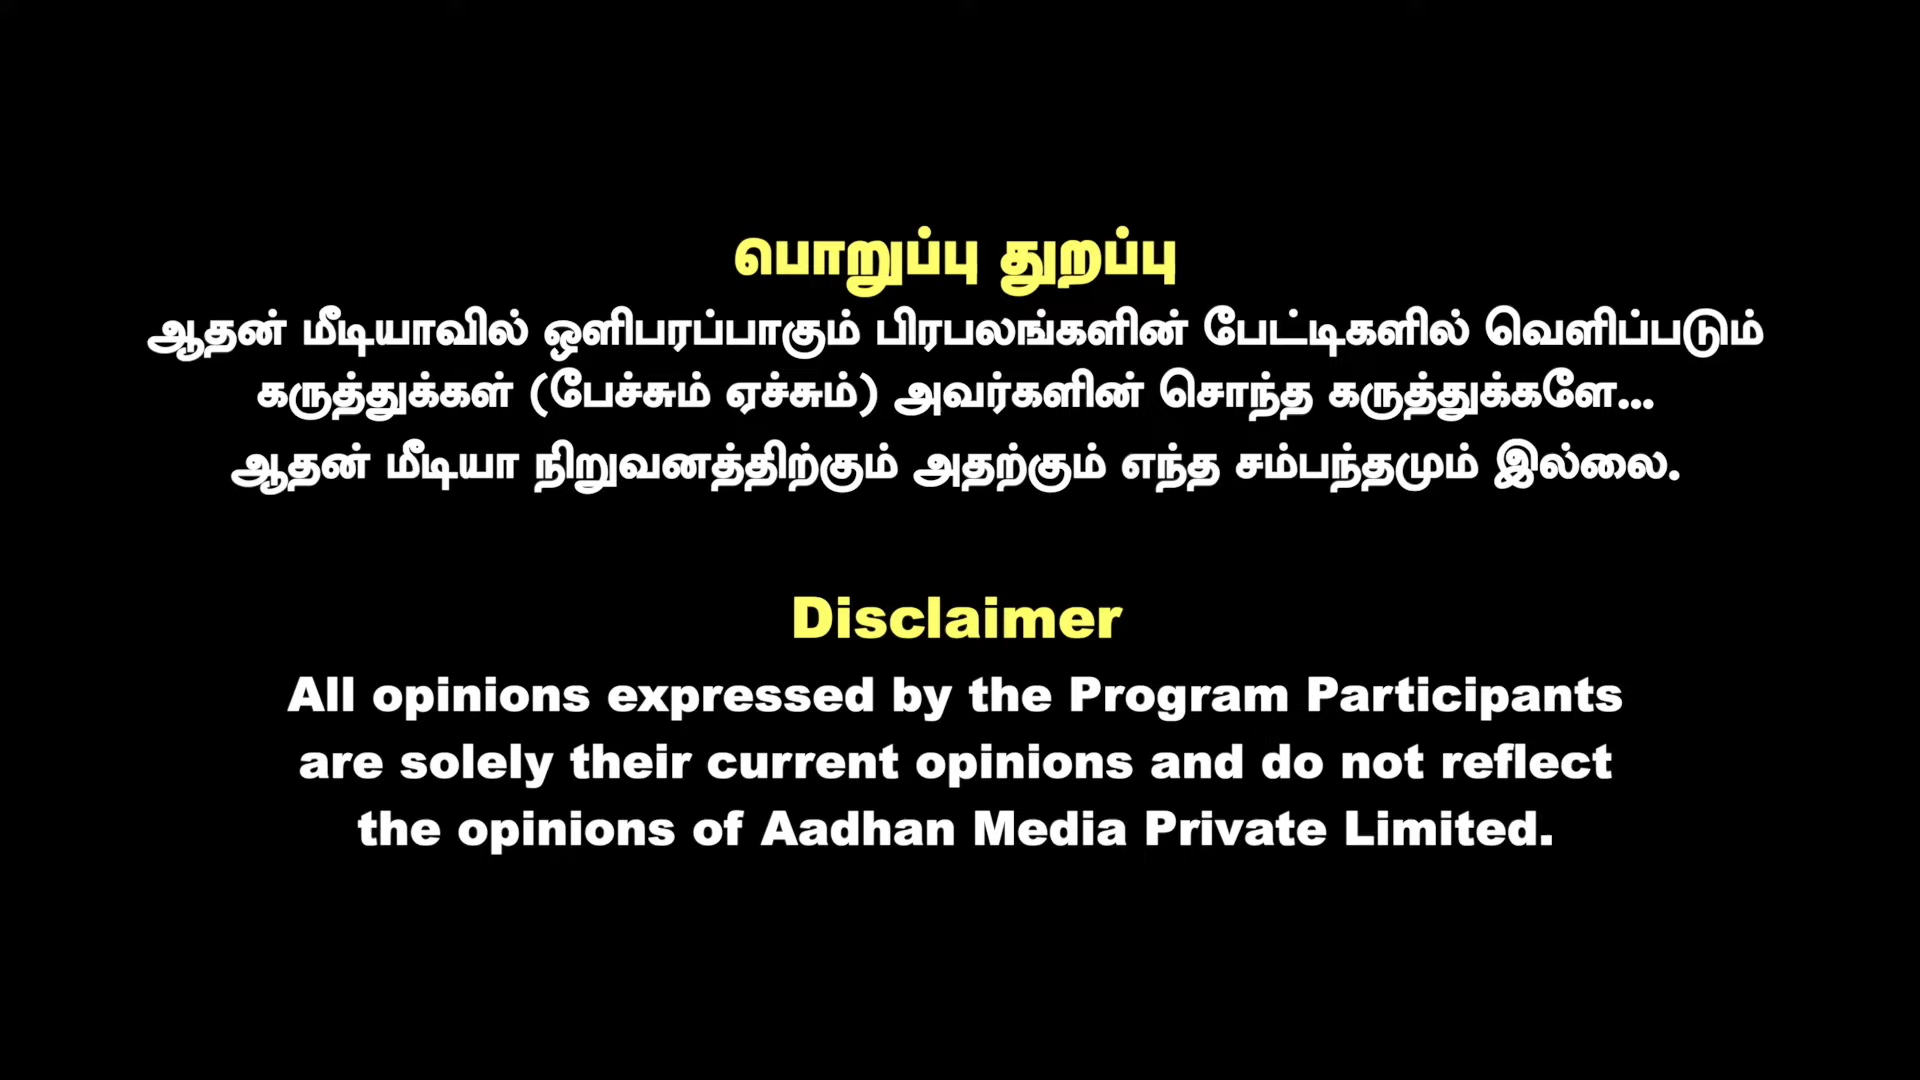 பொறுப்பு துறப்பு
ஆதன் மீடியாவில் ஒளிபரப்பாகும் பிரபலங்களின் பேட்டிகளில் வெளிப்படும்
கருத்துக்கள் (பேச்சும் ஏச்சும்) அவர்களின் சொந்த கருத்துக்களே...
ஆதன் மீடியா நிறுவனத்திற்கும் அதற்கும் எந்த சம்பந்தமும் இல்லை.
Disclaimer
All opinions expressed by the Program Participants
are solely their current opinions and do not reflect
the opinions of Aadhan Media Private Limited.